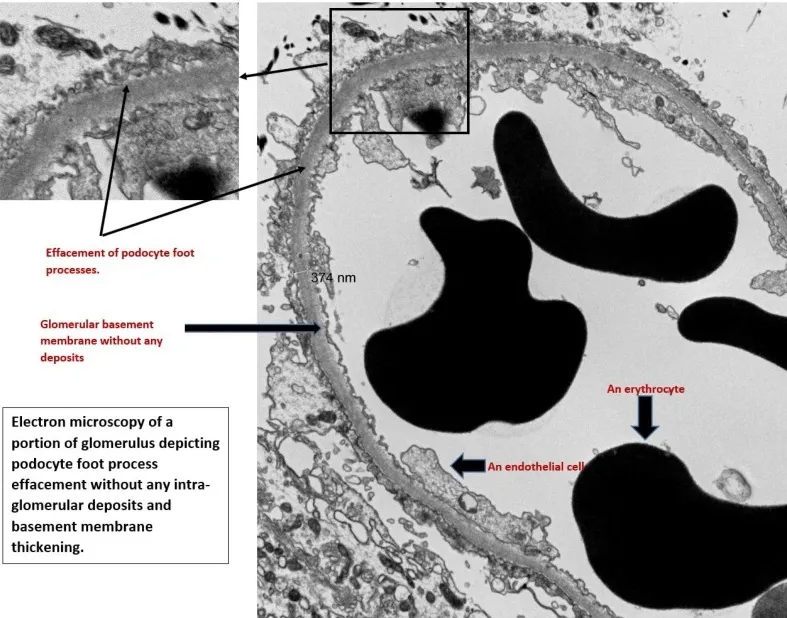 Effacement of podocyte foot
processes.
374 nm
Glomerular basement
membrane without any
deposits
An erythrocyte
Electron microscopy of a
portion of glomerulus depicting
podocyte foot process
effacement without any intra-
glomerular deposits and
basement membrane
thickening.
An endothelial cell